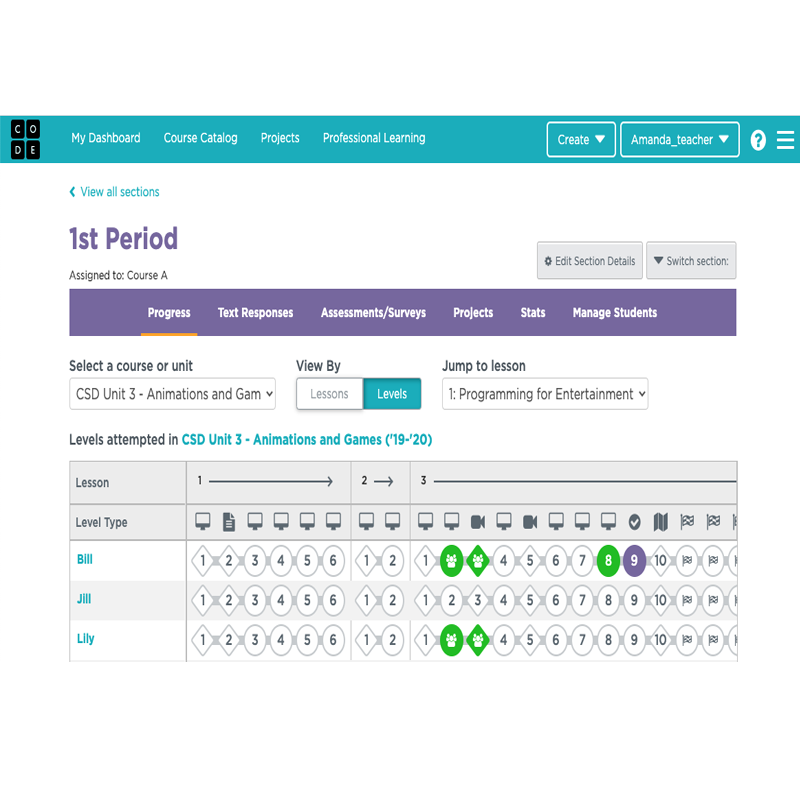 C O
D E
My Dashboard Course Catalog Projects Professional Learning Create Amanda_teacher ?
View all sections
1st Period
Edit Section Details Switch section:
Assigned to: Course A
Progress Text Responses Assessments/Surveys Projects Stats Manage Students
Select a course or unit View By Jump to lesson
CSD Unit 3 - Animations and Gam Lessons Levels 1: Programming for Entertainment
Levels attempted in CSD Unit 3 - Animations and Games ('19-'20)
Lesson 1 2 3
Level Type
Bill 1 2 3 4 5 6 1 2 1 4 5 6 7 8 9 10
Jill 1 2 3 4 5 6 1 2 1 2 3 4 5 6 7 8 9 10
Lily 1 2 3 4 5 6 1 2 1 4 5 6 7 8 9 10